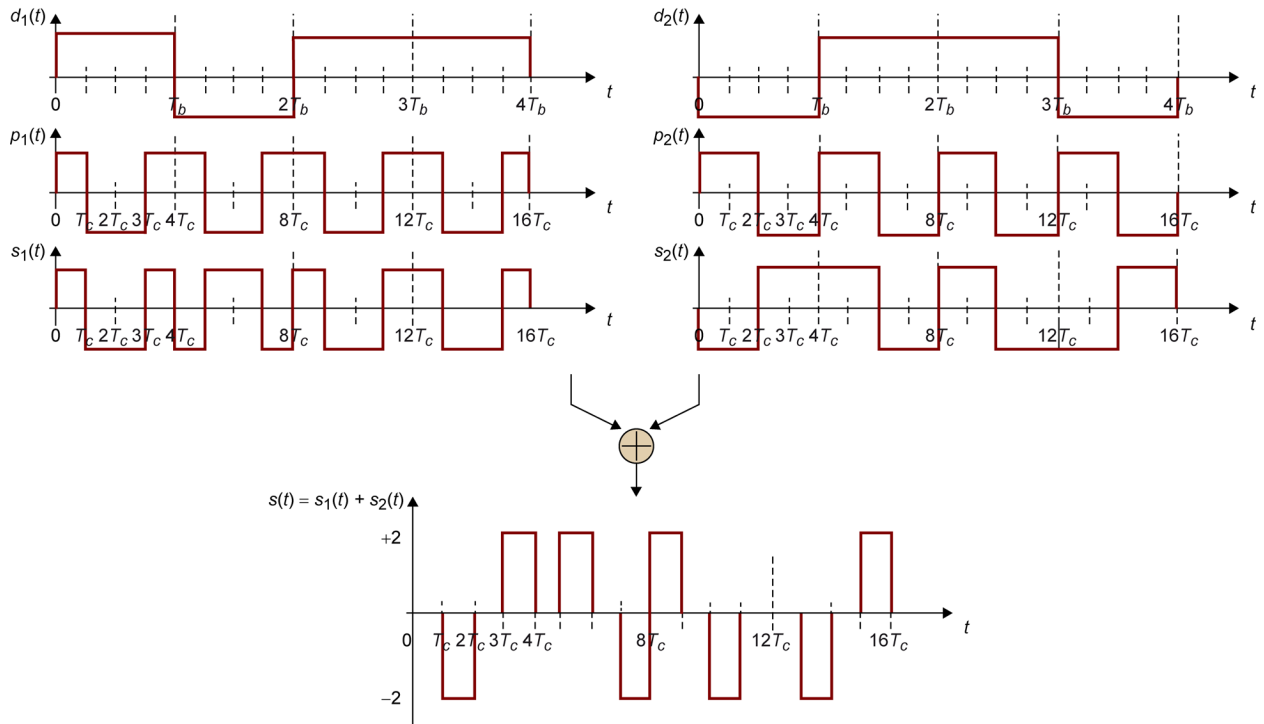 d1(t)
0 Tb 2Tb 3Tb 4Tb t
d2(t)
0 Tb 2Tb 3Tb 4Tb t
p1(t)
0 Tc 2Tc 3Tc 4Tc 8Tc 12Tc 16Tc t
p2(t)
0 Tc 2Tc 3Tc 4Tc 8Tc 12Tc 16Tc t
s1(t)
0 Tc 2Tc 3Tc 4Tc 8Tc 12Tc 16Tc t
s2(t)
0 Tc 2Tc 3Tc 4Tc 8Tc 12Tc 16Tc t
s(t) = s1(t) + s2(t)
+2
0 Tc 2Tc 3Tc 4Tc 8Tc 12Tc 16Tc t
−2